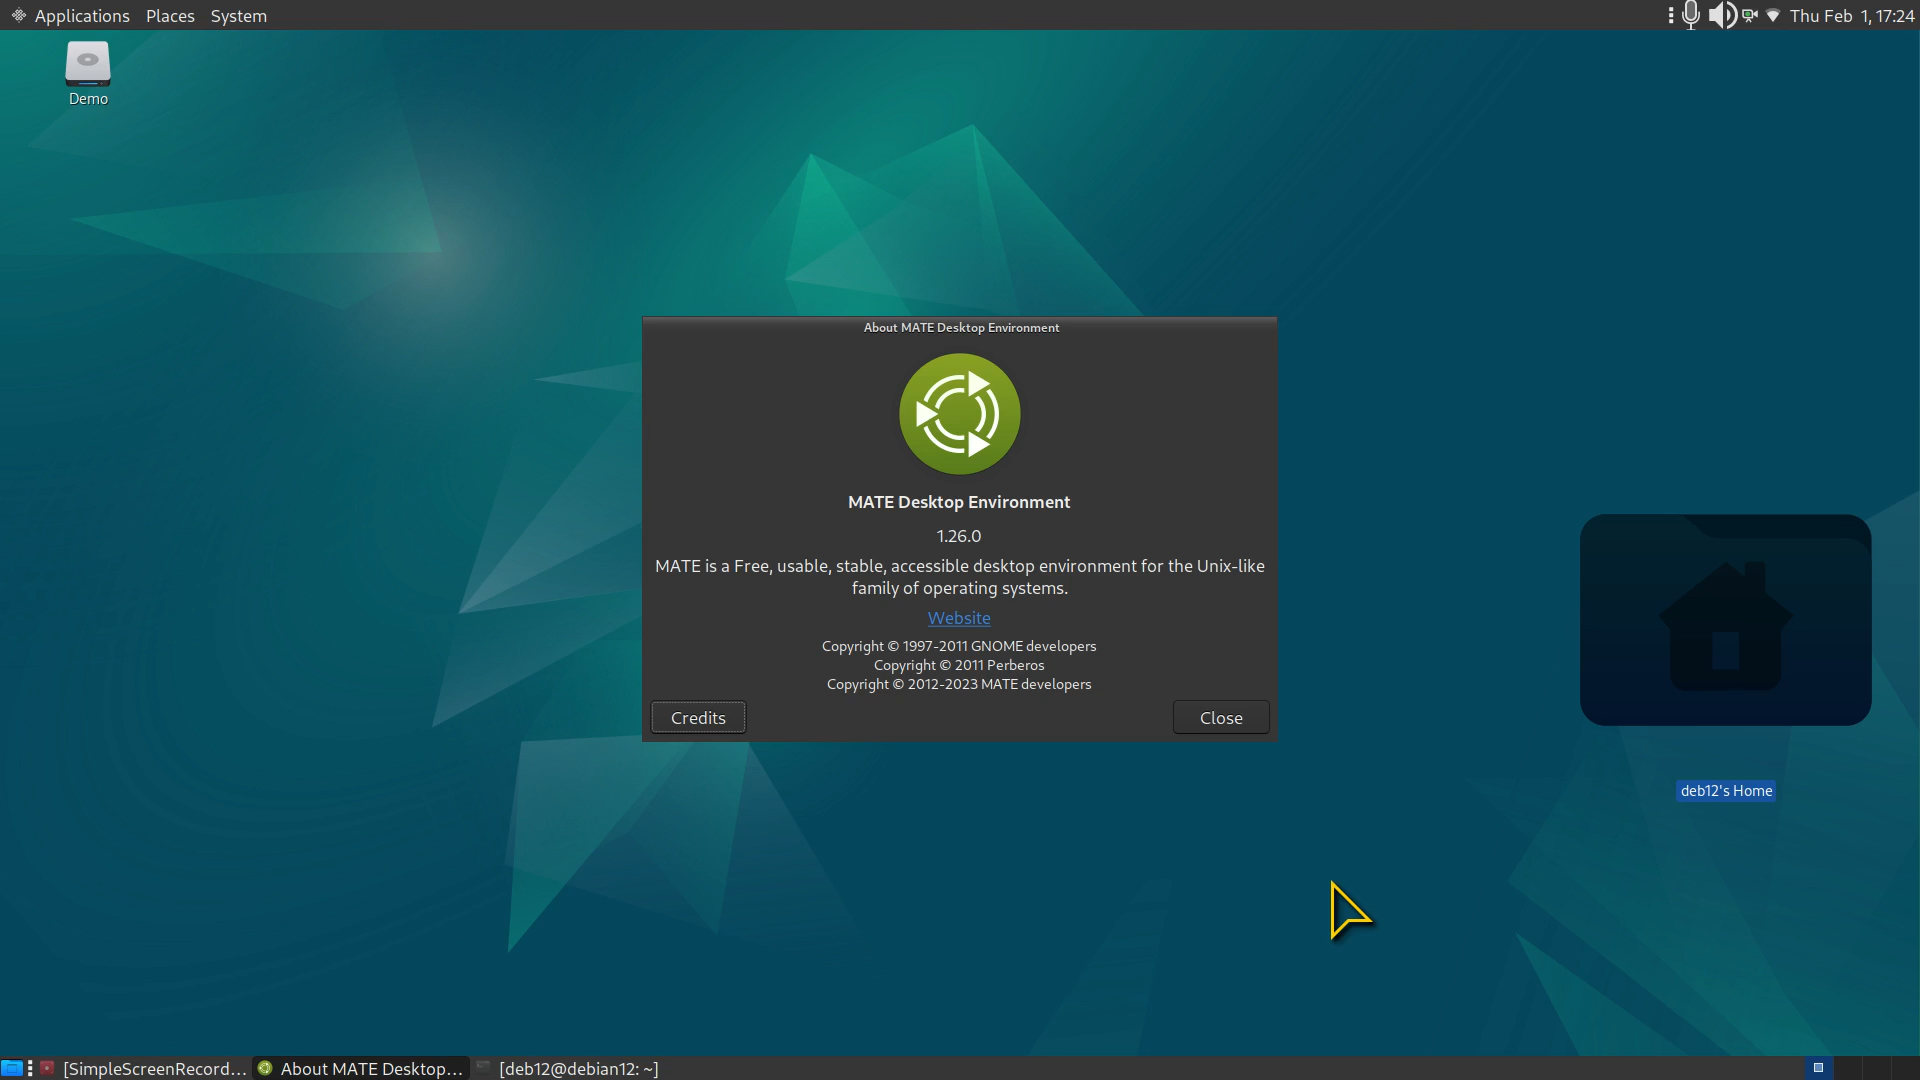 Applications Places System
Thu Feb 1, 17:24
Demo
About MATE Desktop Environment
MATE Desktop Environment
1.26.0
MATE is a Free, usable, stable, accessible desktop environment for the Unix-like
family of operating systems.
Website
Copyright © 1997-2011 GNOME developers
Copyright © 2011 Perberos
Copyright © 2012-2023 MATE developers
Credits Close
deb12's Home
[SimpleScreenRecord... About MATE Desktop... [deb12@debian12: ~]